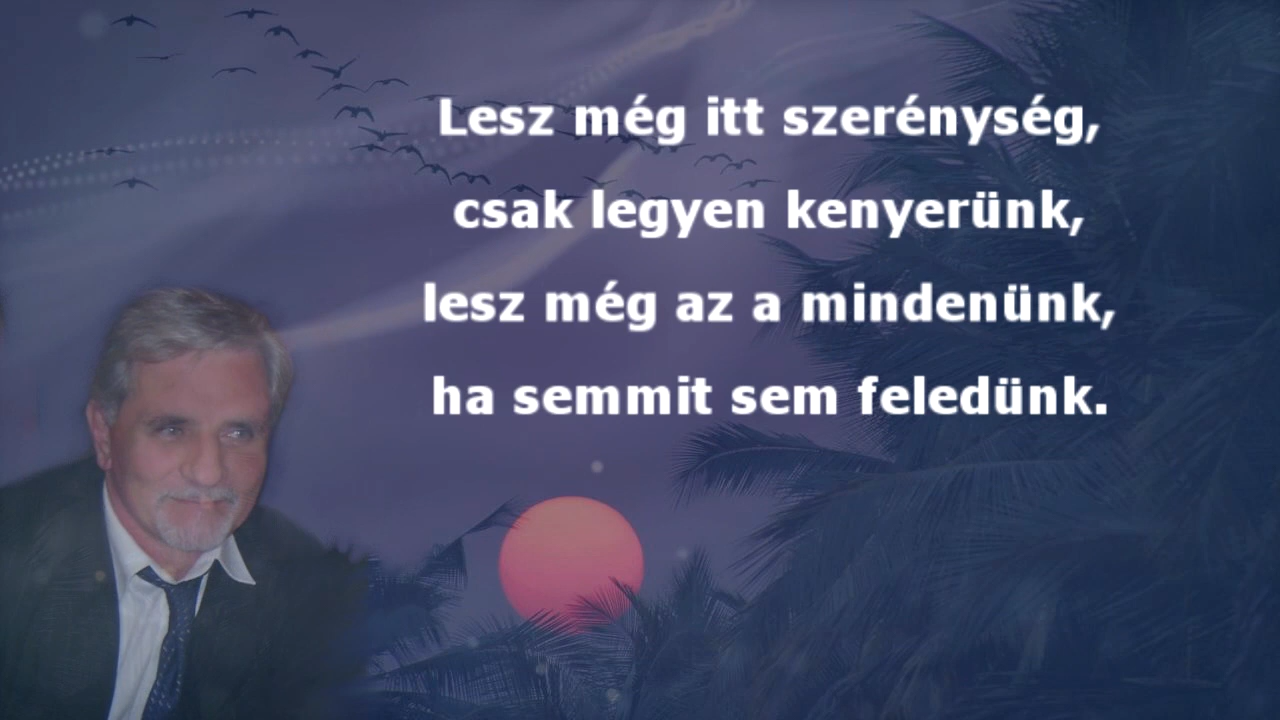 Lesz még itt szerénység,
csak legyen kenyerünk,
lesz még az a mindenünk,
ha semmit sem feledünk.